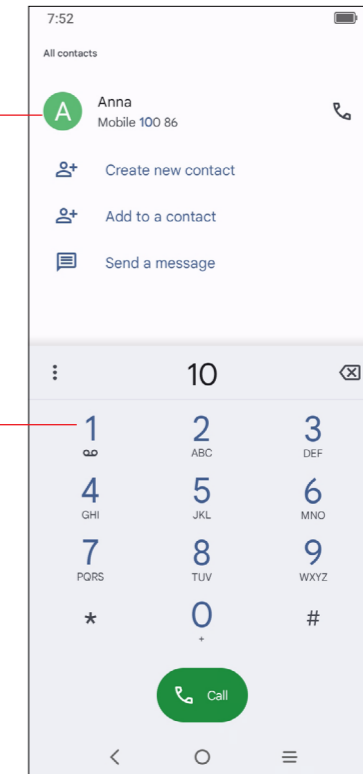 7:52
All contacts
A
Anna
Mobile 100 86
Create new contact
Add to a contact
Send a message
10
1 2 3
ABC DEF
4 5 6
GHI JKL MNO
7 8 9
PQRS TUV WXYZ
* 0 #
+
Call